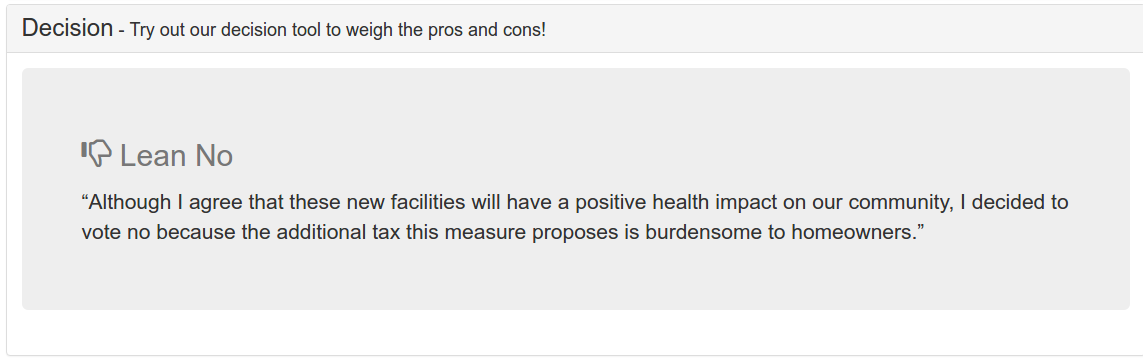 Decision - Try out our decision tool to weigh the pros and cons!
Lean No
“Although I agree that these new facilities will have a positive health impact on our community, I decided to
vote no because the additional tax this measure proposes is burdensome to homeowners.”